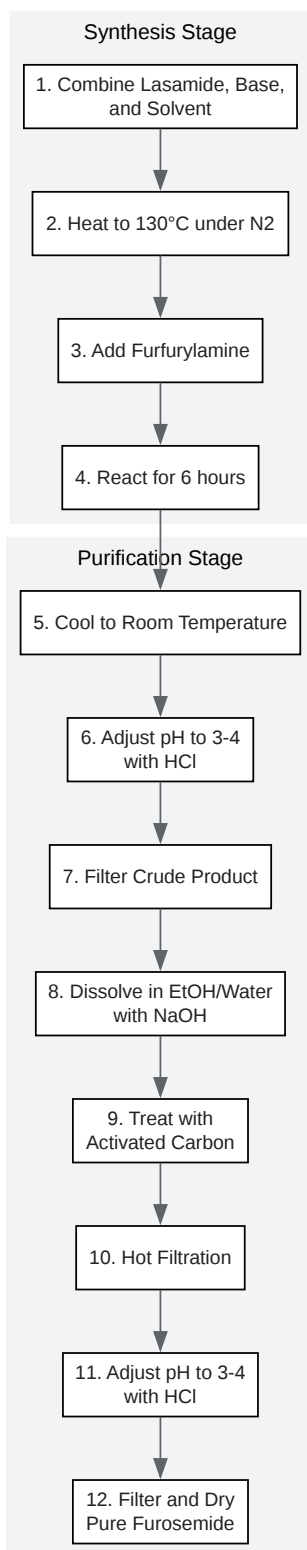 Synthesis Stage
1. Combine Lasamide, Base,
and Solvent
2. Heat to 130°C under N2
3. Add Furfurylamine
4. React for 6 hours
Purification Stage
5. Cool to Room Temperature
6. Adjust pH to 3-4
with HCl
7. Filter Crude Product
8. Dissolve in EtOH/Water
with NaOH
9. Treat with
Activated Carbon
10. Hot Filtration
11. Adjust pH to 3-4
with HCl
12. Filter and Dry
Pure Furosemide